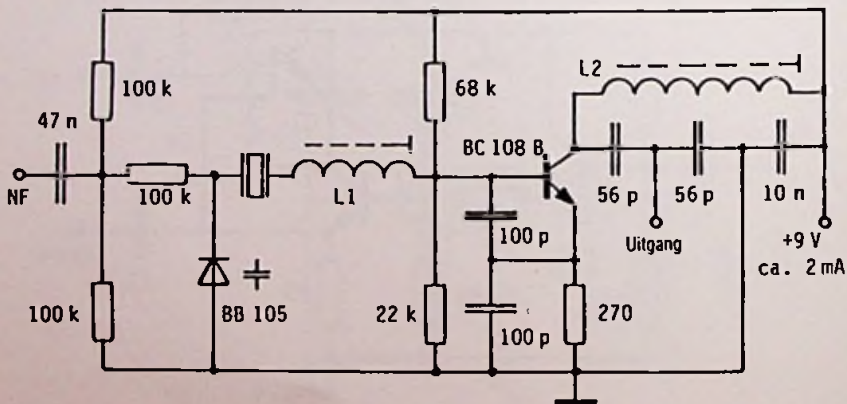 L2
100 k
68 k
47 n
BC 108 B
NF
100 k
L1
56 p
56 p
10 n
100 p
Uitgang
+9 V
ca. 2 mA
100 k
BB 105
22 k
100 p
270